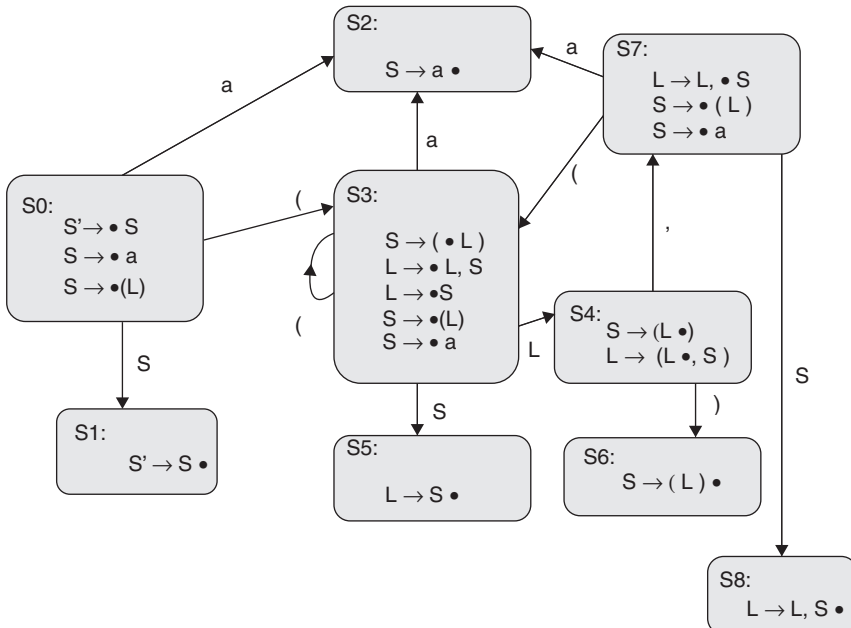 S2:
S → a •
a
a
S7:
L → L, • S
S → • ( L )
S → • a
a
S0:
S' → • S
S → • a
S → •(L)
(
S3:
S → ( • L )
L → • L, S
L → •S
S → •(L)
S → • a
(
(
,
L
S4:
S → (L •)
L → (L •, S )
S
S
S
)
S1:
S' → S •
S5:
L → S •
S6:
S → ( L ) •
S8:
L → L, S •